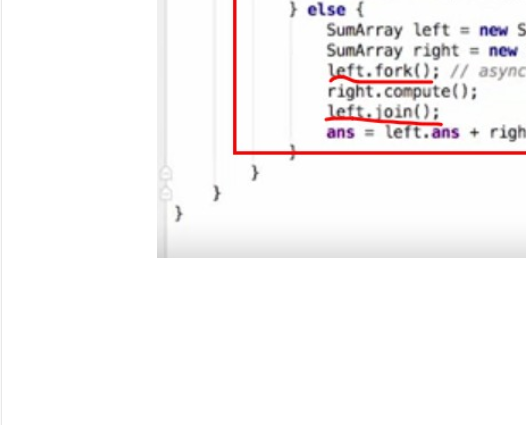 } else {
SumArray left = new S
SumArray right = new
left.fork(); // async
right.compute();
left.join();
ans = left.ans + righ
}
}
}
}